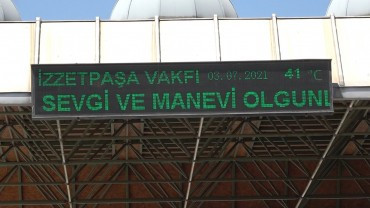 İZZETPAŞA VAKFI 03.07.2021 41 °C
SEVGİ VE MANEVİ OLGUNL